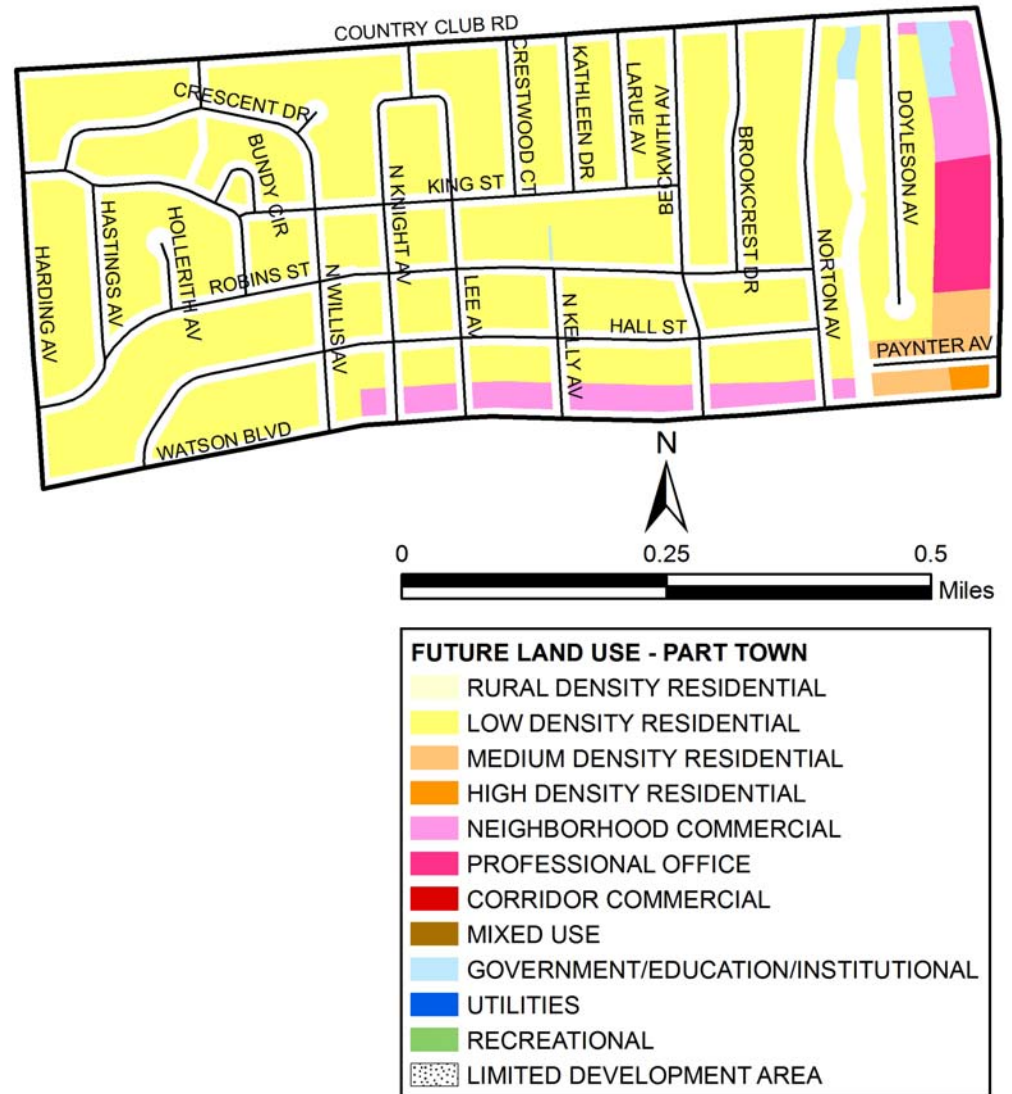 COUNTRY CLUB RD
CRESCENT DR
CRESTWOOD CT
KATHLEEN DR
LARUE AV
BECKWITH AV
BROOKCREST DR
DOYLESON AV
BUNDY CIR
N KNIGHT AV
KING ST
HARDING AV
HASTINGS AV
HOLLERITH AV
ROBINS ST
N WILLIS AV
LEE AV
N KELLY AV
HALL ST
NORTON AV
PAYNTER AV
WATSON BLVD
N
0 0.25 0.5
Miles
FUTURE LAND USE - PART TOWN
RURAL DENSITY RESIDENTIAL
LOW DENSITY RESIDENTIAL
MEDIUM DENSITY RESIDENTIAL
HIGH DENSITY RESIDENTIAL
NEIGHBORHOOD COMMERCIAL
PROFESSIONAL OFFICE
CORRIDOR COMMERCIAL
MIXED USE
GOVERNMENT/EDUCATION/INSTITUTIONAL
UTILITIES
RECREATIONAL
LIMITED DEVELOPMENT AREA